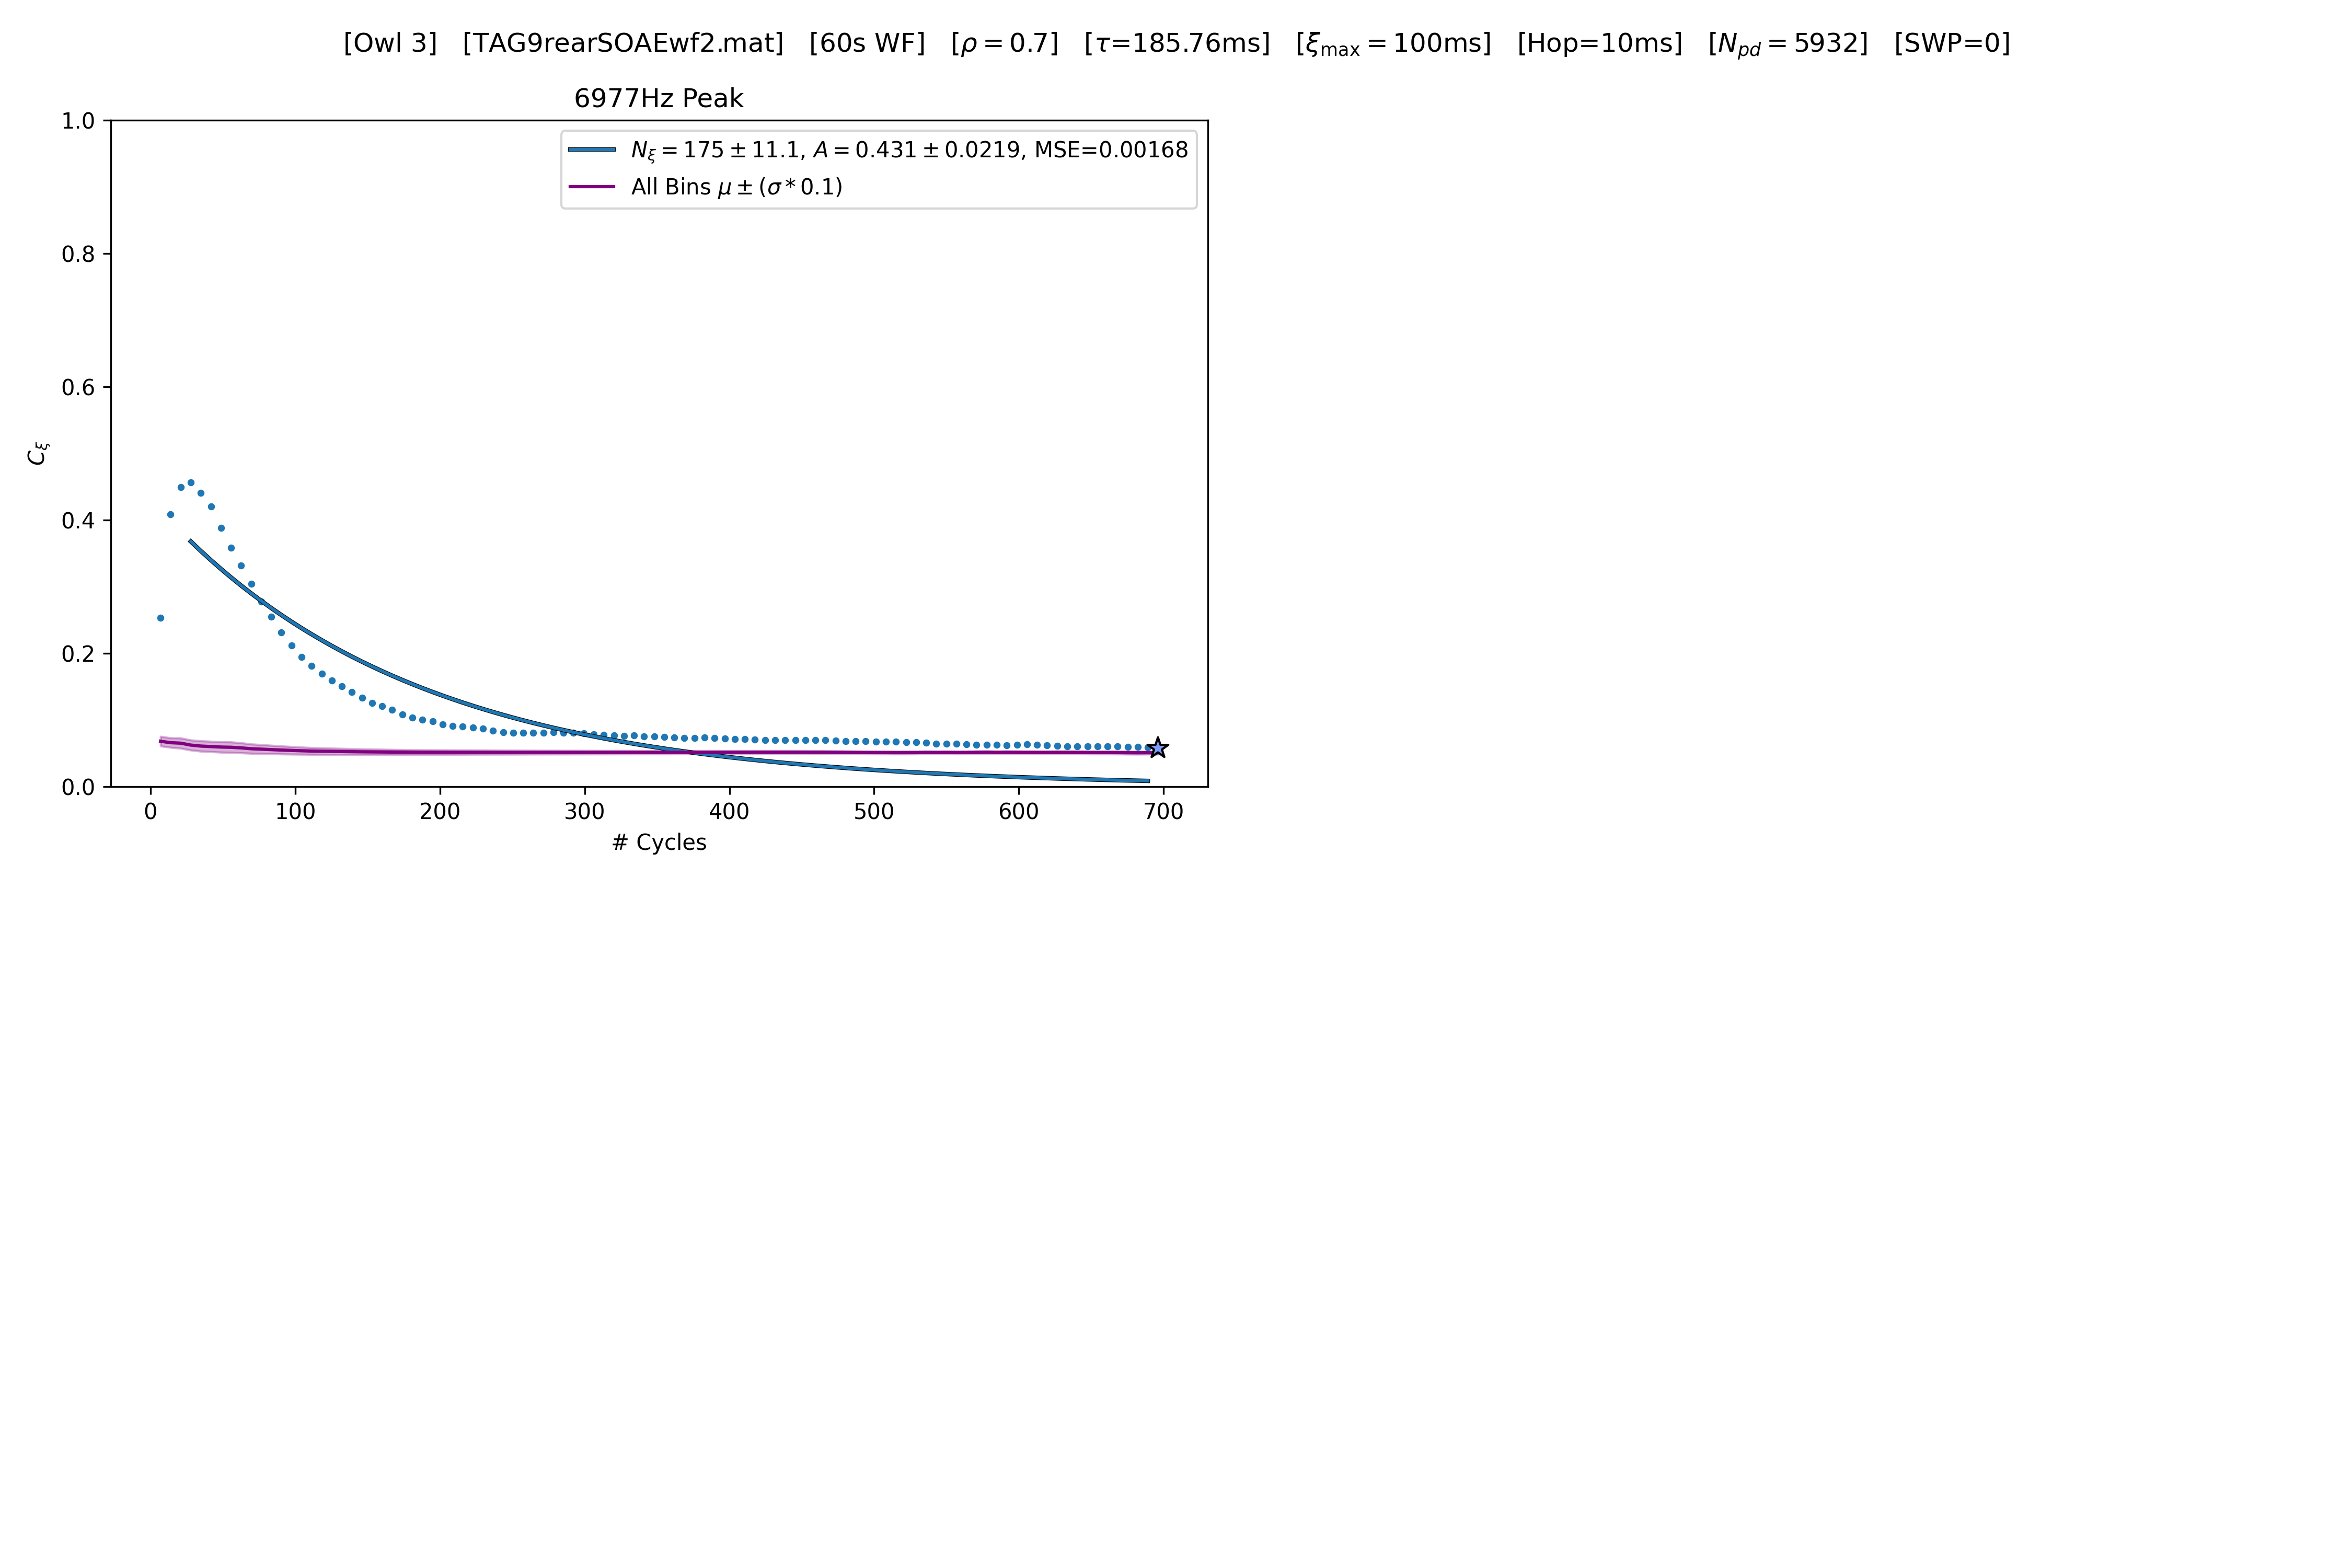 [Owl 3] [TAG9rearSOAEwf2.mat] [60s WF] [ρ = 0.7] [τ=185.76ms] [ξmax = 100ms] [Hop=10ms] [Npd = 5932] [SWP=0]
6977Hz Peak
Nξ = 175 ± 11.1, A = 0.431 ± 0.0219, MSE=0.00168
All Bins μ ± (σ * 0.1)
1.0
0.8
0.6
0.4
0.2
0.0
Cξ
0 100 200 300 400 500 600 700
# Cycles